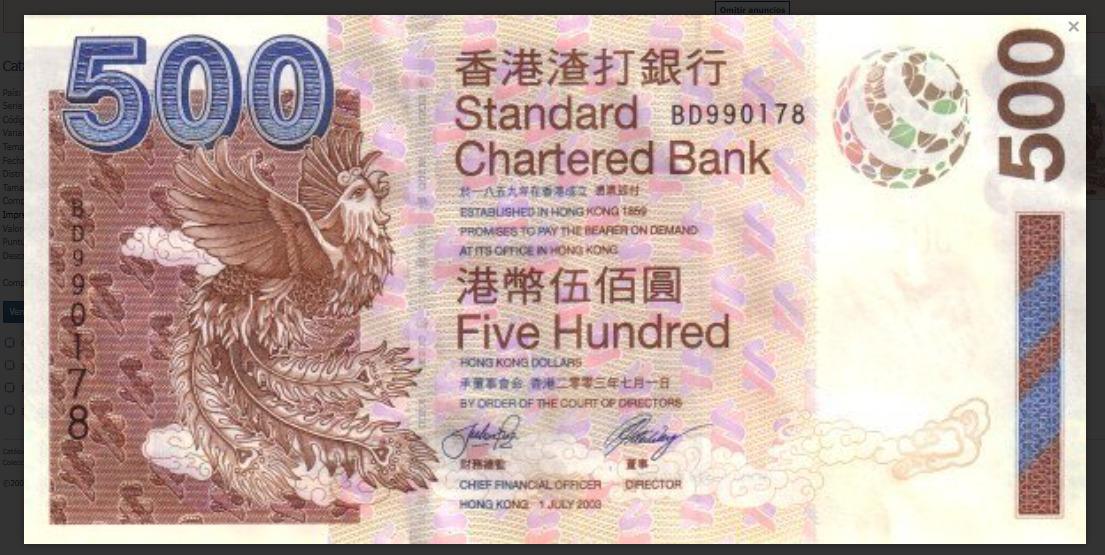 Omitir anuncios
×
500
香港渣打銀行
Standard
BD990178
Chartered Bank
於一八五九年在香港成立 憑票即付
ESTABLISHED IN HONG KONG 1859
PROMISES TO PAY THE BEARER ON DEMAND
AT ITS OFFICE IN HONG KONG
港幣伍佰圓
Five Hundred
HONG KONG DOLLARS
承董事會命 香港二零零三年七月一日
BY ORDER OF THE COURT OF DIRECTORS
財務總監 董事
CHIEF FINANCIAL OFFICER DIRECTOR
HONG KONG 1 JULY 2003
BD990178
500